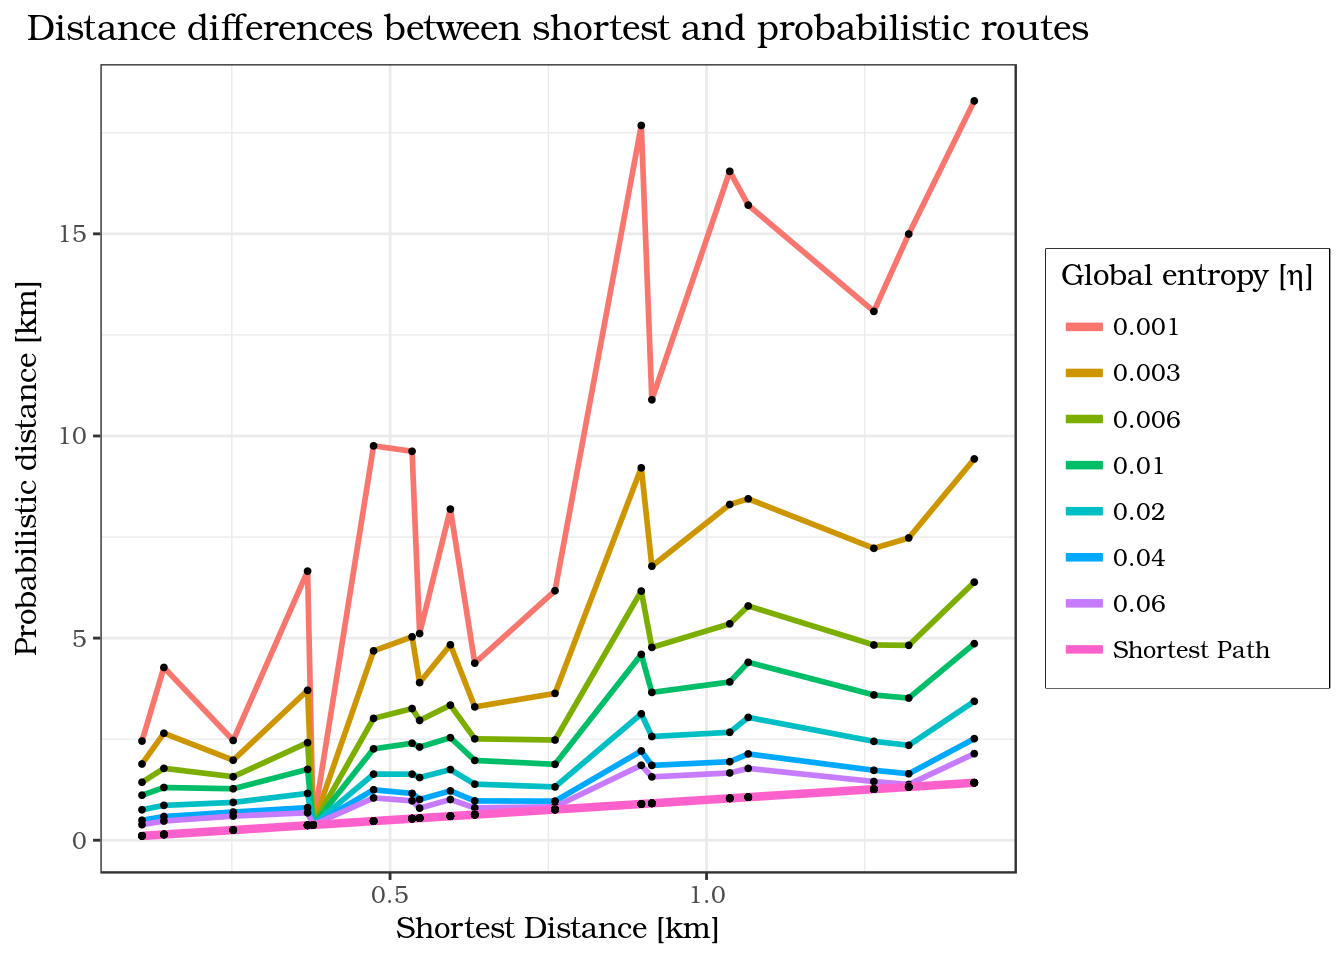 Distance differences between shortest and probabilistic routes
Probabilistic distance [km]
15
10
5
0
0.5
1.0
Shortest Distance [km]
Global entropy [η]
0.001
0.003
0.006
0.01
0.02
0.04
0.06
Shortest Path